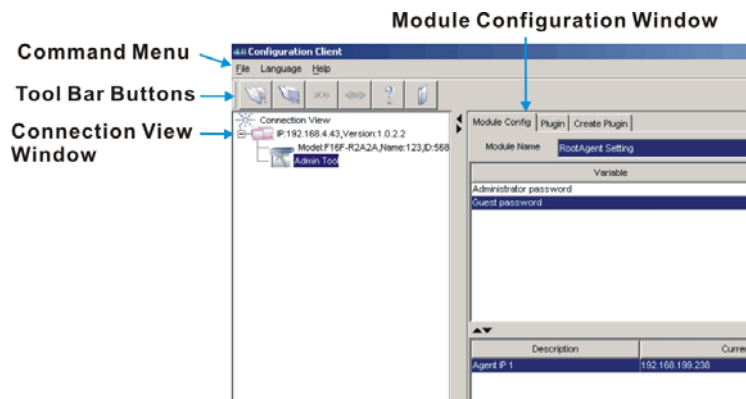 Module Configuration Window
Command Menu
Tool Bar Buttons
Connection View
Window
Configuration Client
File Language Help
Connection View
IP:192.168.4.43,Version:1.0.2.2
Model:F16F-R2A2A,Name:123,ID:558
Admin Tool
Module Config Plugin Create Plugin
Module Name RootAgent Setting
Variable
Administrator password
Guest password
Description Curre
Agent IP 1 192.168.199.238